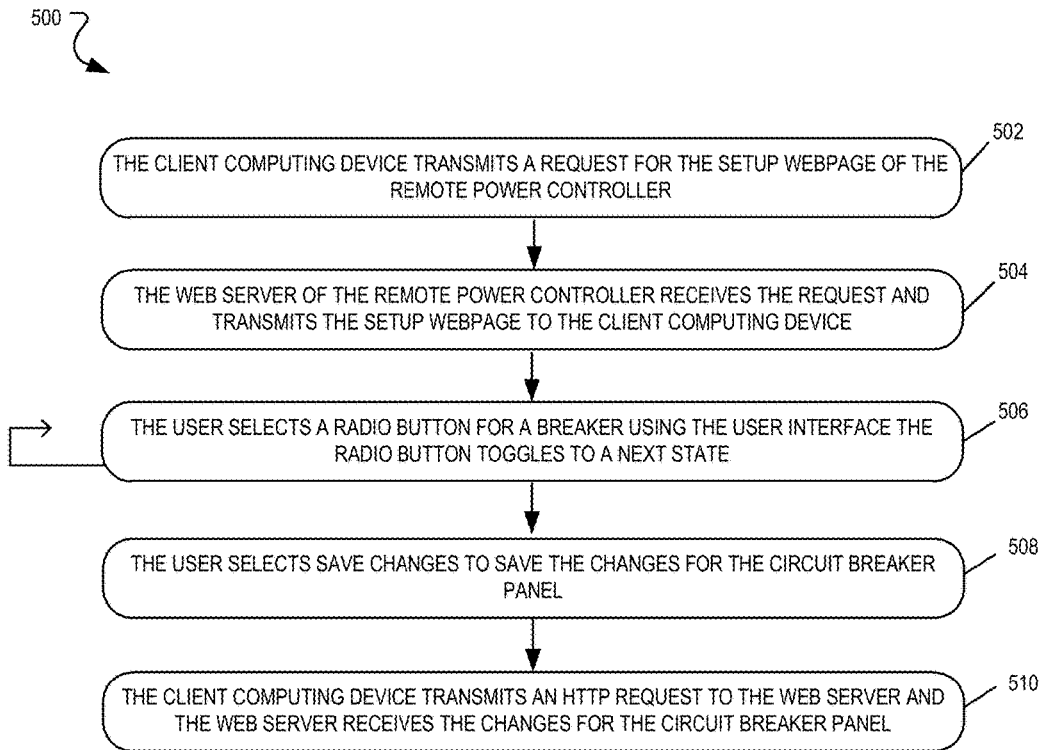 500
502
THE CLIENT COMPUTING DEVICE TRANSMITS A REQUEST FOR THE SETUP WEBPAGE OF THE
REMOTE POWER CONTROLLER
504
THE WEB SERVER OF THE REMOTE POWER CONTROLLER RECEIVES THE REQUEST AND
TRANSMITS THE SETUP WEBPAGE TO THE CLIENT COMPUTING DEVICE
506
THE USER SELECTS A RADIO BUTTON FOR A BREAKER USING THE USER INTERFACE THE
RADIO BUTTON TOGGLES TO A NEXT STATE
508
THE USER SELECTS SAVE CHANGES TO SAVE THE CHANGES FOR THE CIRCUIT BREAKER
PANEL
510
THE CLIENT COMPUTING DEVICE TRANSMITS AN HTTP REQUEST TO THE WEB SERVER AND
THE WEB SERVER RECEIVES THE CHANGES FOR THE CIRCUIT BREAKER PANEL